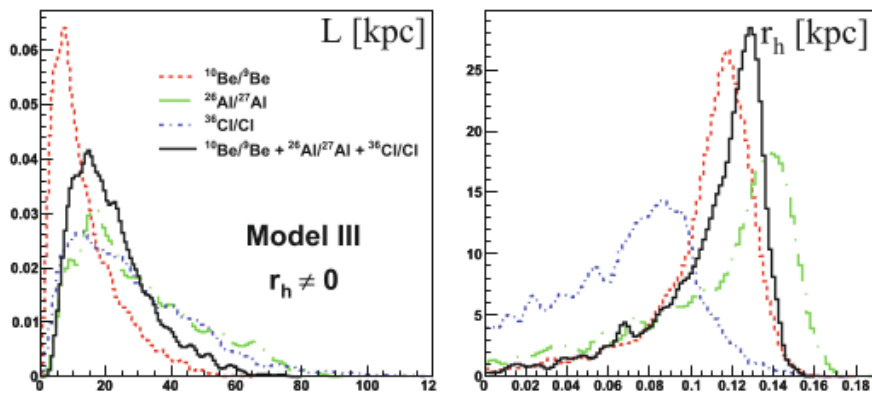 L [kpc]
0.06
0.05
0.04
0.03
0.02
0.01
0.00
0 20 40 60 80 100 12
¹⁰Be/⁹Be
²⁶Al/²⁷Al
³⁶Cl/Cl
¹⁰Be/⁹Be + ²⁶Al/²⁷Al + ³⁶Cl/Cl
Model III
r_h ≠ 0
r_h [kpc]
25
20
15
10
5
0
0 0.02 0.04 0.06 0.08 0.1 0.12 0.14 0.16 0.18